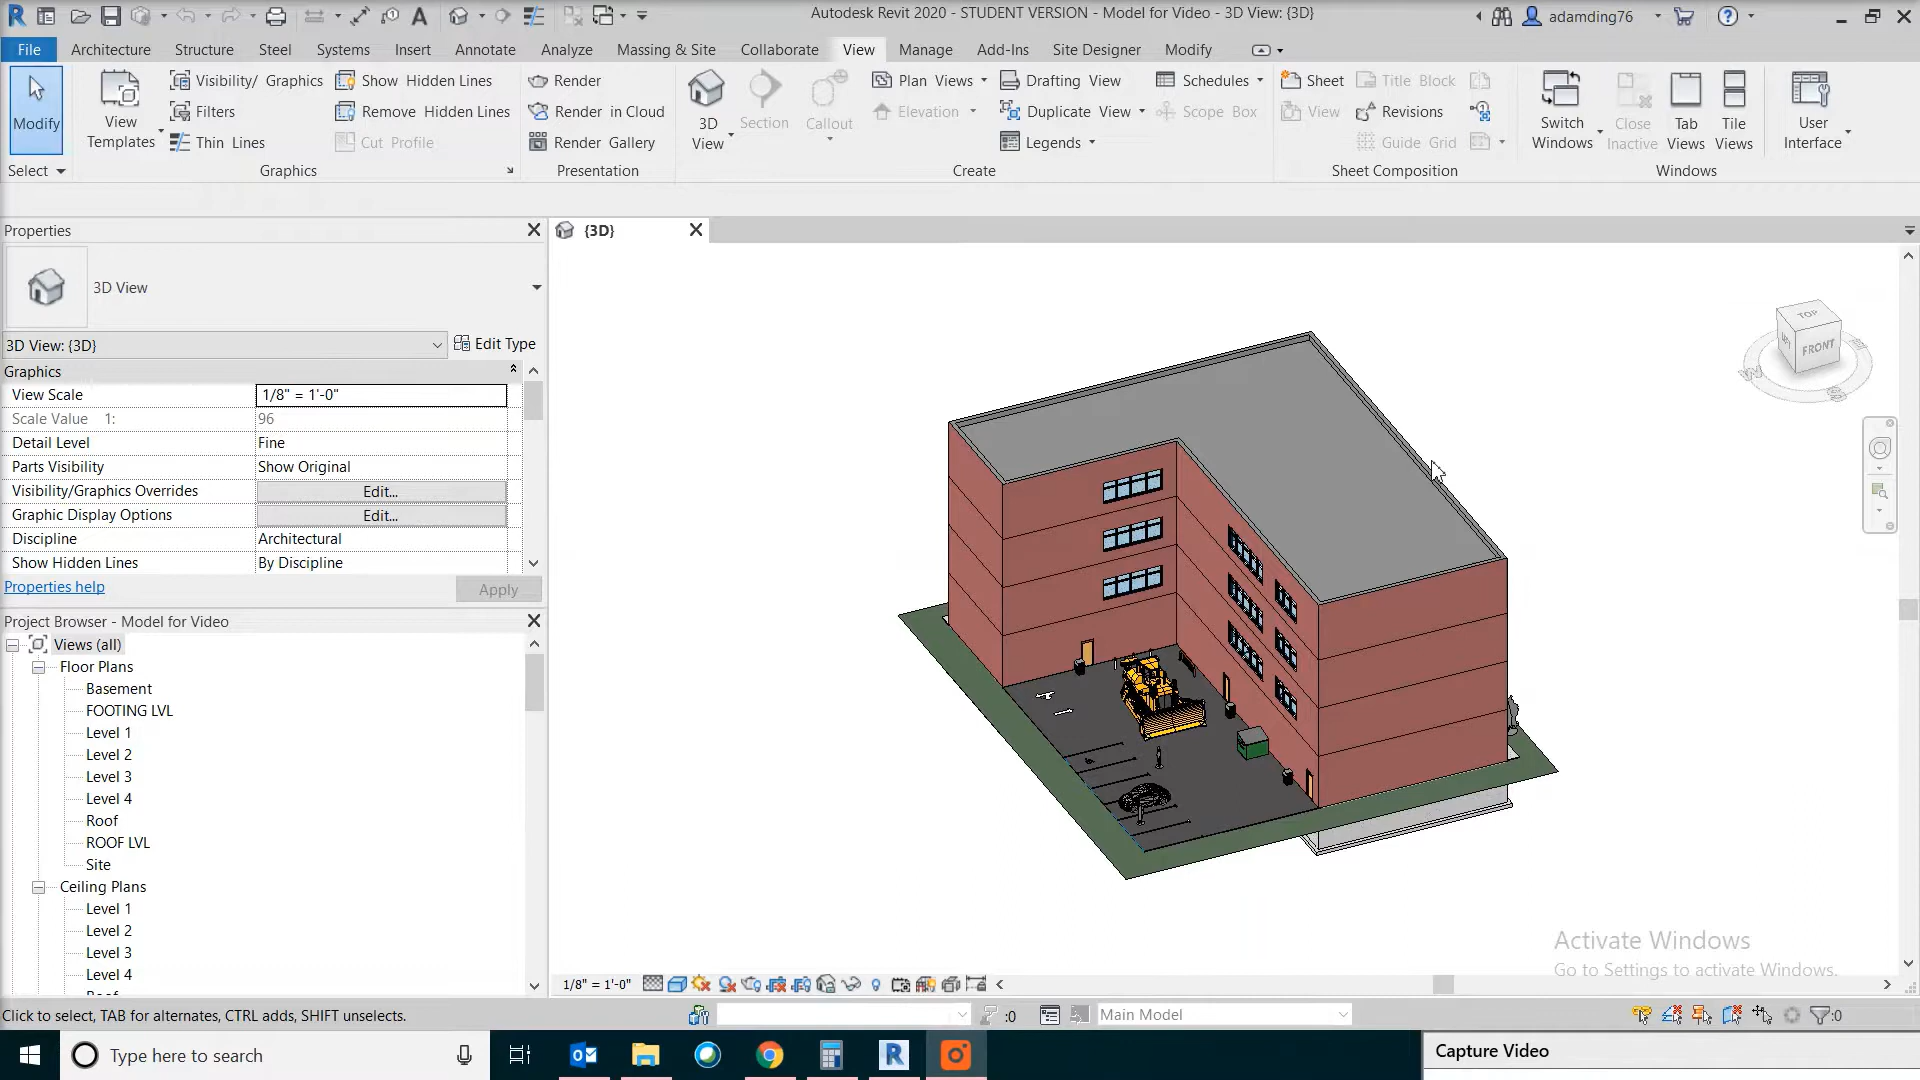 Autodesk Revit 2020 - STUDENT VERSION - Model for Video - 3D View: {3D}
adamding76
File Architecture Structure Steel Systems Insert Annotate Analyze Massing & Site Collaborate View Manage Add-Ins Site Designer Modify
Modify
View
Templates
Visibility/ Graphics
Filters
Thin Lines
Show Hidden Lines
Remove Hidden Lines
Cut Profile
Render
Render in Cloud
Render Gallery
3D
View
Section
Callout
Plan Views
Elevation
Drafting View
Duplicate View
Legends
Schedules
Scope Box
Sheet
View
Title Block
Revisions
Guide Grid
Switch
Windows
Close
Inactive
Tab
Views
Tile
Views
User
Interface
Select Graphics Presentation Create Sheet Composition Windows
Properties
{3D}
3D View
3D View: {3D}
Edit Type
Graphics
View Scale 1/8" = 1'-0"
Scale Value 1: 96
Detail Level Fine
Parts Visibility Show Original
Visibility/Graphics Overrides Edit...
Graphic Display Options Edit...
Discipline Architectural
Show Hidden Lines By Discipline
Properties help
Apply
Project Browser - Model for Video
Views (all)
Floor Plans
Basement
FOOTING LVL
Level 1
Level 2
Level 3
Level 4
Roof
ROOF LVL
Site
Ceiling Plans
Level 1
Level 2
Level 3
Level 4
TOP
FRONT
W
S
Activate Windows
Go to Settings to activate Windows.
1/8" = 1'-0"
Click to select, TAB for alternates, CTRL adds, SHIFT unselects.
:0
Main Model
:0
Type here to search
Capture Video